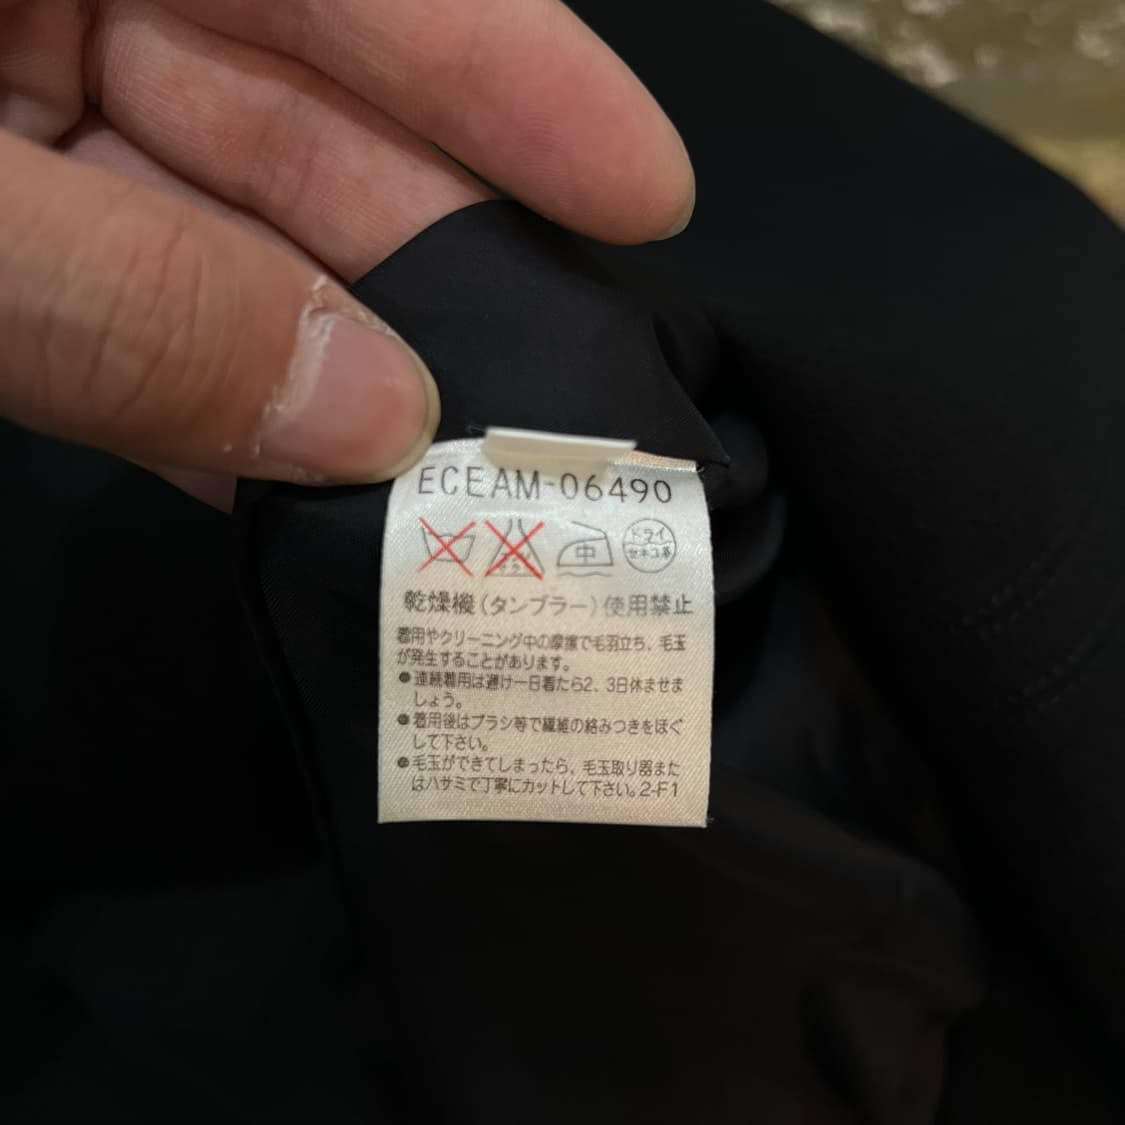 ECEAM-06490
中
ドライ
セキユ系
乾燥機(タンブラー)使用禁止
着用やクリーニング中の摩擦で毛羽立ち、毛玉
が発生することがあります。
●連続着用は避け一日着たら2、3日休ませま
しょう。
●着用後はブラシ等で繊維の絡みつきをほぐ
して下さい。
●毛玉ができてしまったら、毛玉取り器また
はハサミで丁寧にカットして下さい。2-F1